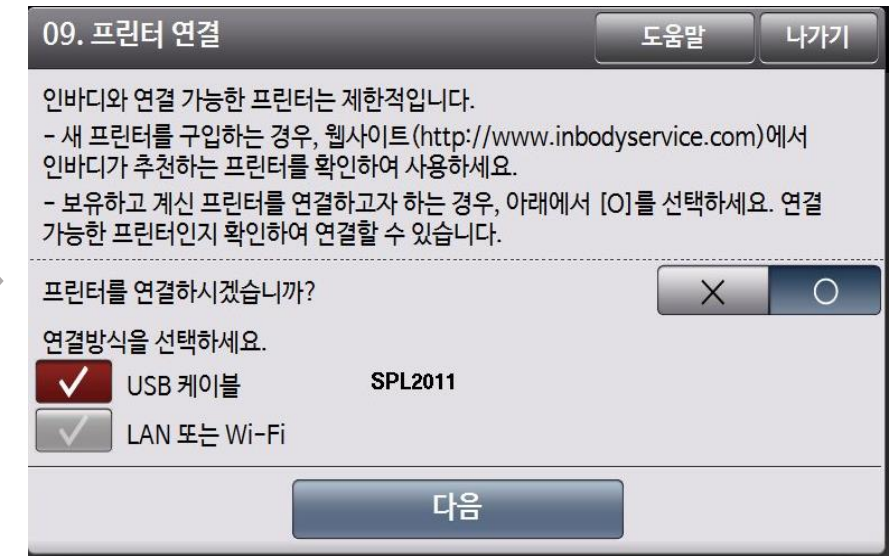 09. 프린터 연결
도움말
나가기
인바디와 연결 가능한 프린터는 제한적입니다.
- 새 프린터를 구입하는 경우, 웹사이트(http://www.inbodyservice.com)에서
인바디가 추천하는 프린터를 확인하여 사용하세요.
- 보유하고 계신 프린터를 연결하고자 하는 경우, 아래에서 [O]를 선택하세요. 연결
가능한 프린터인지 확인하여 연결할 수 있습니다.
프린터를 연결하시겠습니까?
X
O
연결방식을 선택하세요.
USB 케이블
SPL2011
LAN 또는 Wi-Fi
다음